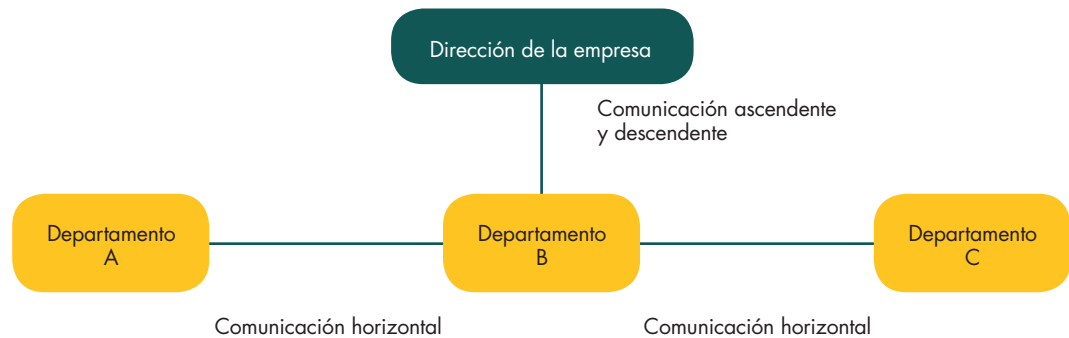 Dirección de la empresa
Comunicación ascendente
y descendente
Departamento
A
Departamento
B
Departamento
C
Comunicación horizontal
Comunicación horizontal